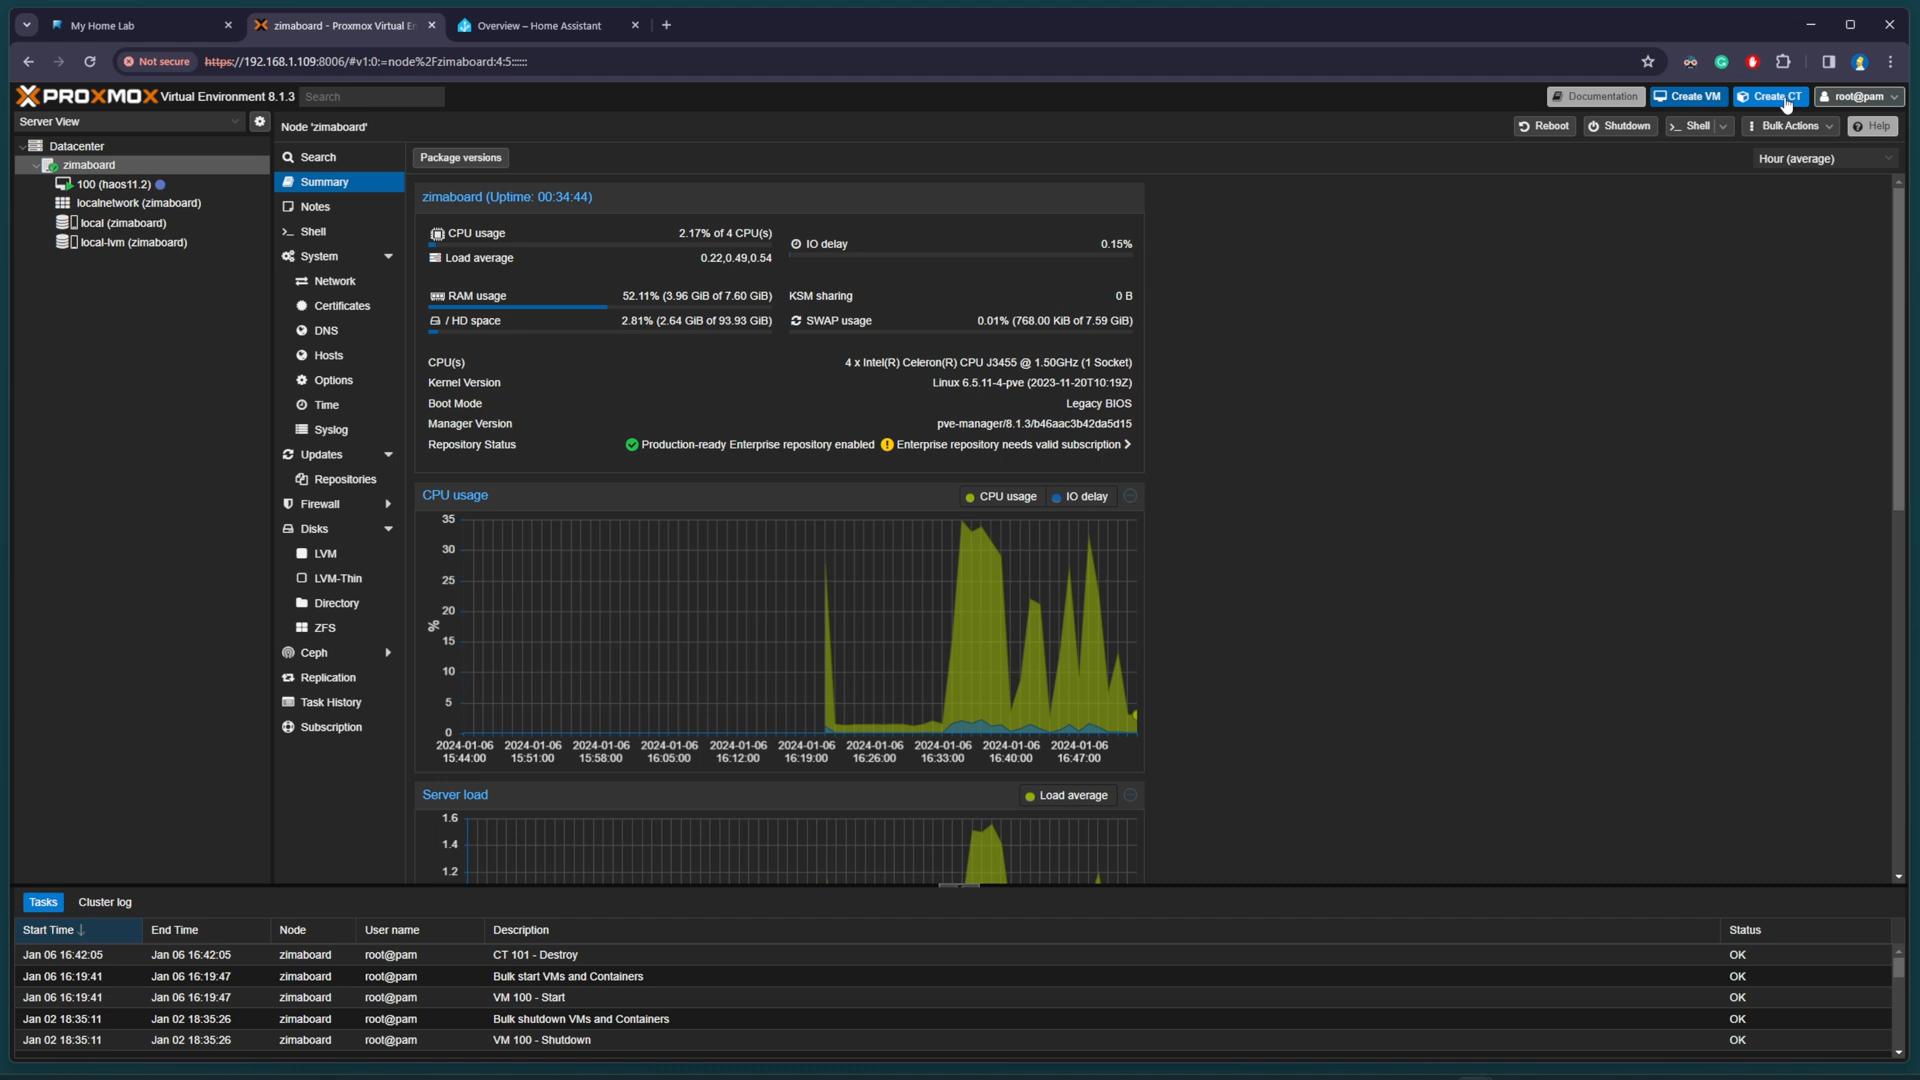 My Home Lab
zimaboard - Proxmox Virtual En
Overview – Home Assistant
Not secure https://192.168.1.109:8006/#v1:0:=node%2Fzimaboard:4:5::::::
PROXMOX Virtual Environment 8.1.3 Search
Documentation Create VM Create CT root@pam
Server View
Node 'zimaboard'
Reboot Shutdown Shell Bulk Actions Help
Datacenter
zimaboard
100 (haos11.2)
localnetwork (zimaboard)
local (zimaboard)
local-lvm (zimaboard)
Search
Summary
Notes
Shell
System
Network
Certificates
DNS
Hosts
Options
Time
Syslog
Updates
Repositories
Firewall
Disks
LVM
LVM-Thin
Directory
ZFS
Ceph
Replication
Task History
Subscription
Package versions
Hour (average)
zimaboard (Uptime: 00:34:44)
CPU usage 2.17% of 4 CPU(s)
IO delay 0.15%
Load average 0.22,0.49,0.54
RAM usage 52.11% (3.96 GiB of 7.60 GiB)
KSM sharing 0 B
/ HD space 2.81% (2.64 GiB of 93.93 GiB)
SWAP usage 0.01% (768.00 KiB of 7.59 GiB)
CPU(s) 4 x Intel(R) Celeron(R) CPU J3455 @ 1.50GHz (1 Socket)
Kernel Version Linux 6.5.11-4-pve (2023-11-20T10:19Z)
Boot Mode Legacy BIOS
Manager Version pve-manager/8.1.3/b46aac3b42da5d15
Repository Status Production-ready Enterprise repository enabled Enterprise repository needs valid subscription
CPU usage
CPU usage IO delay
35
30
25
20
%
15
10
5
0
2024-01-06 2024-01-06 2024-01-06 2024-01-06 2024-01-06 2024-01-06 2024-01-06 2024-01-06 2024-01-06 2024-01-06
15:44:00 15:51:00 15:58:00 16:05:00 16:12:00 16:19:00 16:26:00 16:33:00 16:40:00 16:47:00
Server load
Load average
1.6
1.4
1.2
Tasks Cluster log
Start Time End Time Node User name Description Status
Jan 06 16:42:05 Jan 06 16:42:05 zimaboard root@pam CT 101 - Destroy OK
Jan 06 16:19:41 Jan 06 16:19:47 zimaboard root@pam Bulk start VMs and Containers OK
Jan 06 16:19:41 Jan 06 16:19:47 zimaboard root@pam VM 100 - Start OK
Jan 02 18:35:11 Jan 02 18:35:26 zimaboard root@pam Bulk shutdown VMs and Containers OK
Jan 02 18:35:11 Jan 02 18:35:26 zimaboard root@pam VM 100 - Shutdown OK